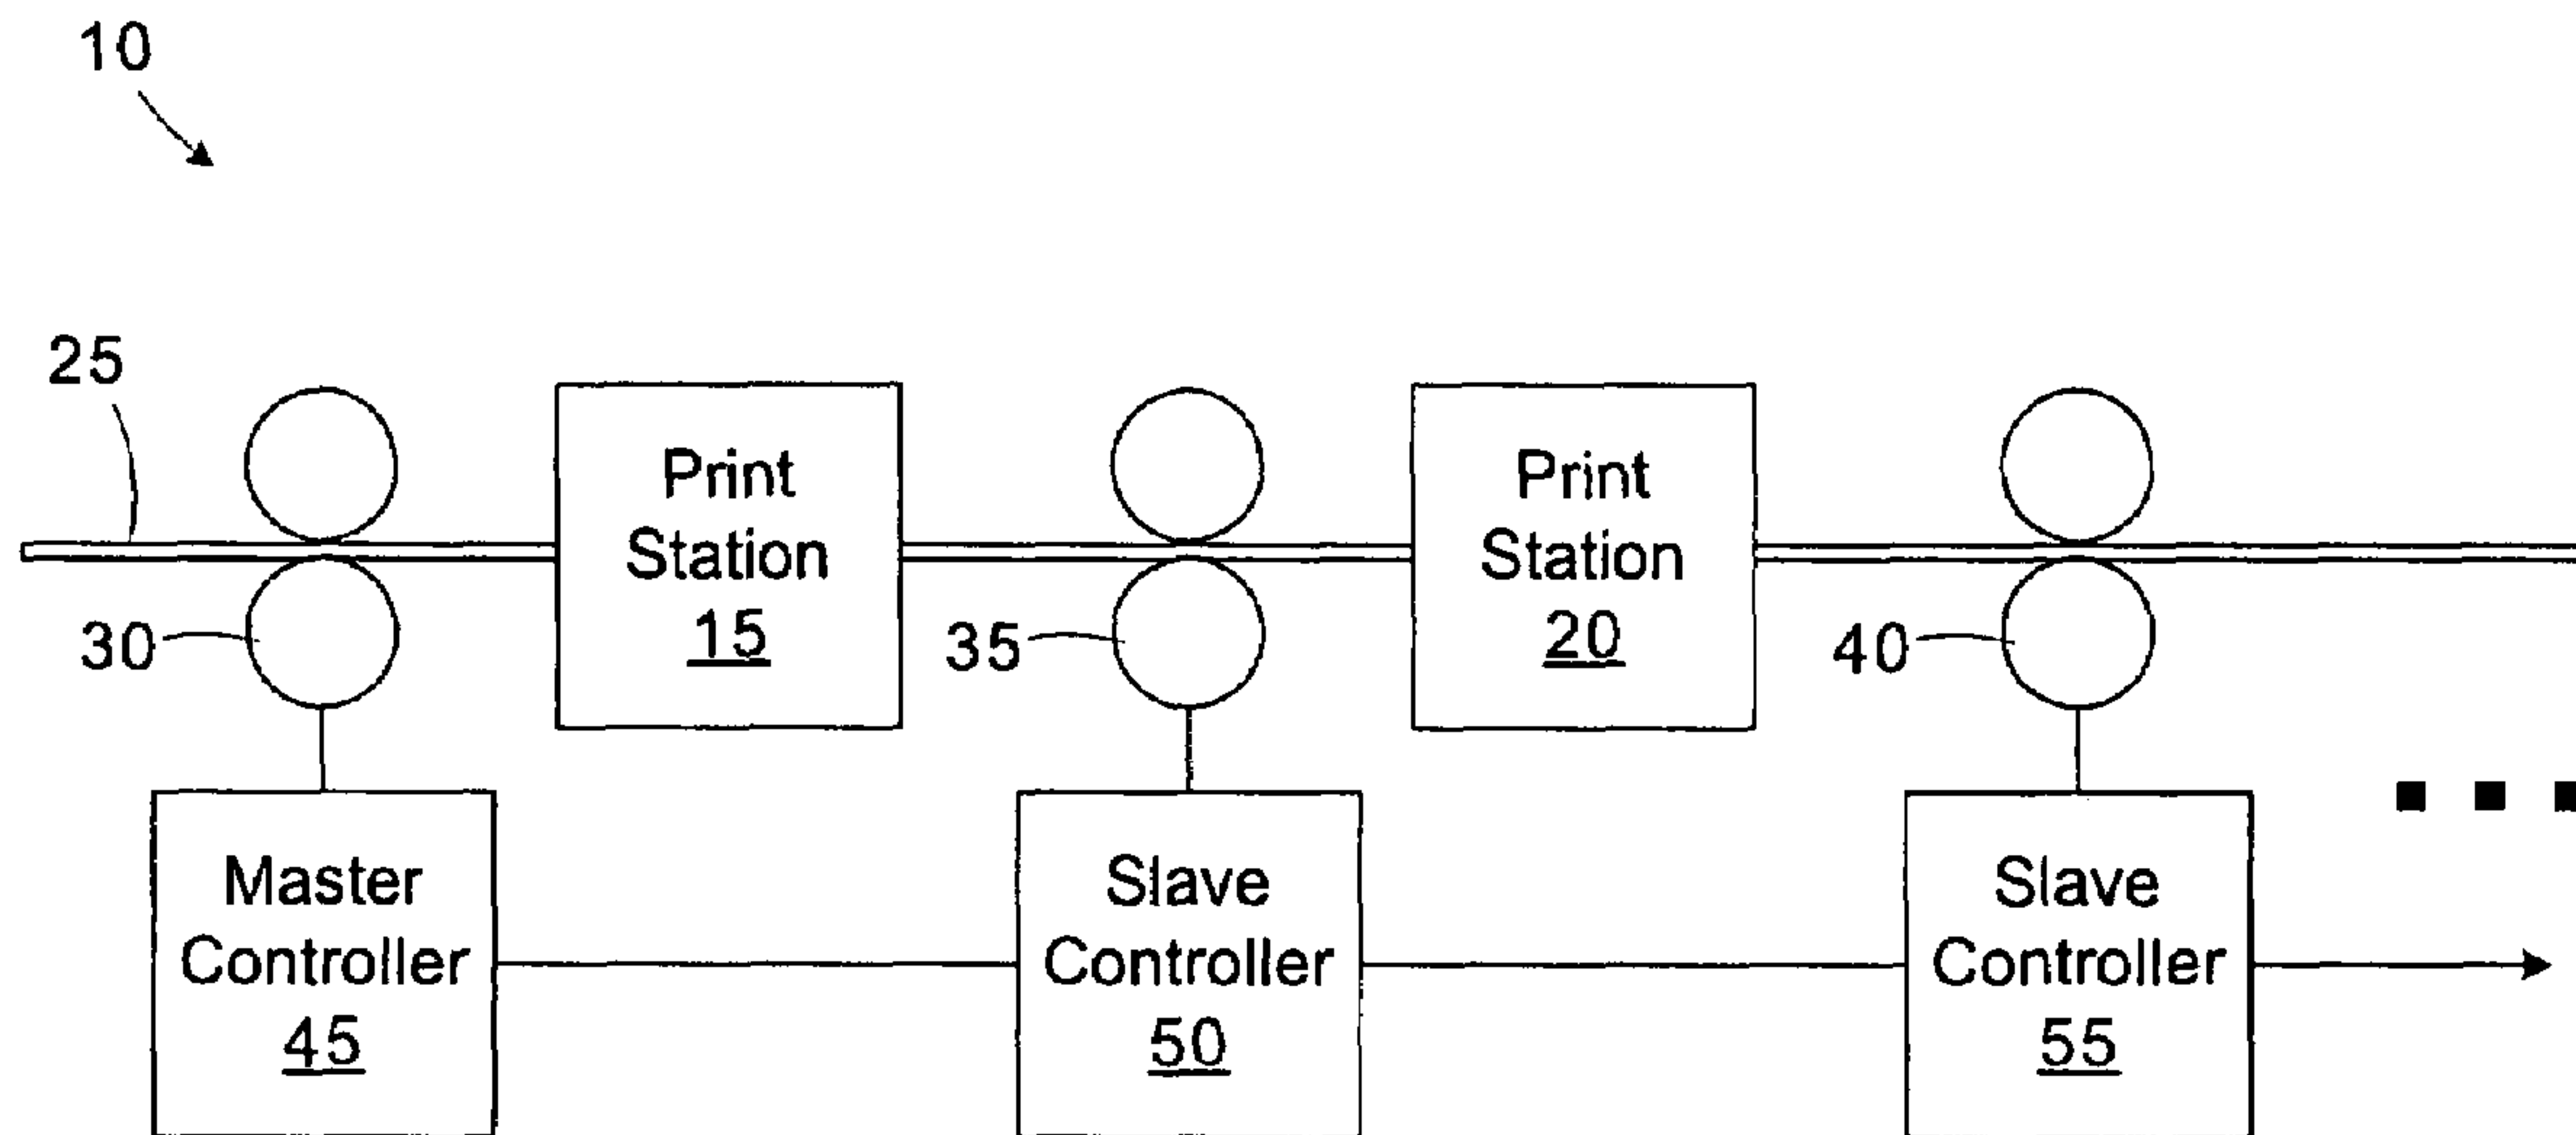 10
25
Print
Station
15
Print
Station
20
30
35
40
Master
Controller
45
Slave
Controller
50
Slave
Controller
55